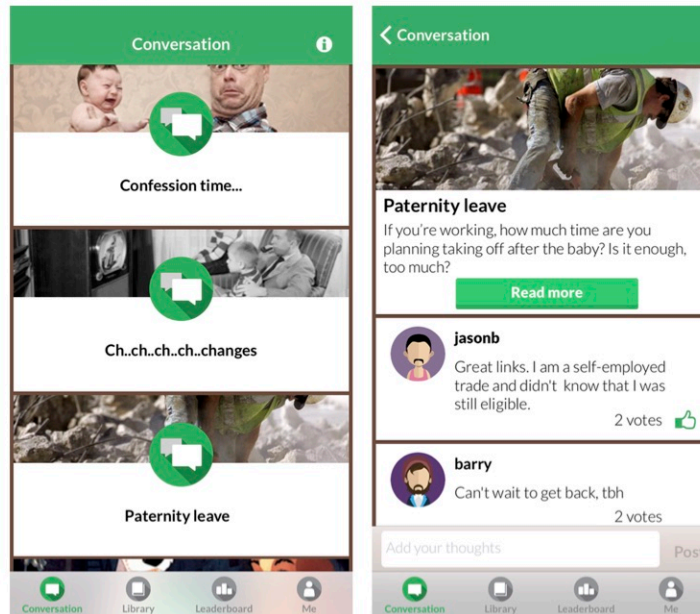 Conversation
Confession time...
Ch..ch..ch..ch..changes
Paternity leave
Conversation
Library
Leaderboard
Me
Conversation
Paternity leave
If you're working, how much time are you
planning taking off after the baby? Is it enough,
too much?
Read more
jasonb
Great links. I am a self-employed
trade and didn't know that I was
still eligible.
2 votes
barry
Can't wait to get back, tbh
2 votes
Add your thoughts
Pos
Conversation
Library
Leaderboard
Me